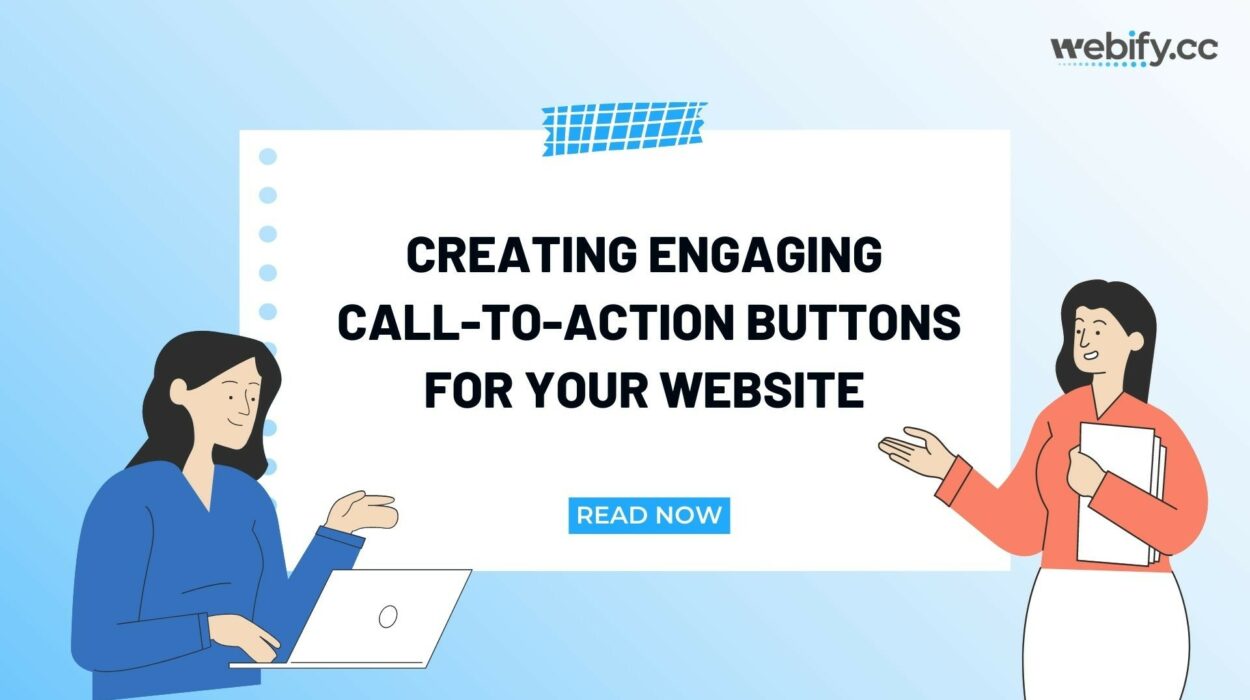 webify.cc
CREATING ENGAGING
CALL-TO-ACTION BUTTONS
FOR YOUR WEBSITE
READ NOW